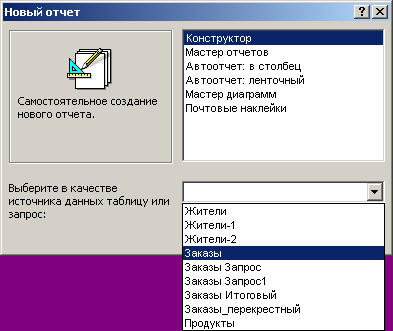 Новый отчет
Самостоятельное создание
нового отчета.
Конструктор
Мастер отчетов
Автоотчет: в столбец
Автоотчет: ленточный
Мастер диаграмм
Почтовые наклейки
Выберите в качестве
источника данных таблицу или
запрос:
Жители
Жители-1
Жители-2
Заказы
Заказы Запрос
Заказы Запрос1
Заказы Итоговый
Заказы_перекрестный
Продукты